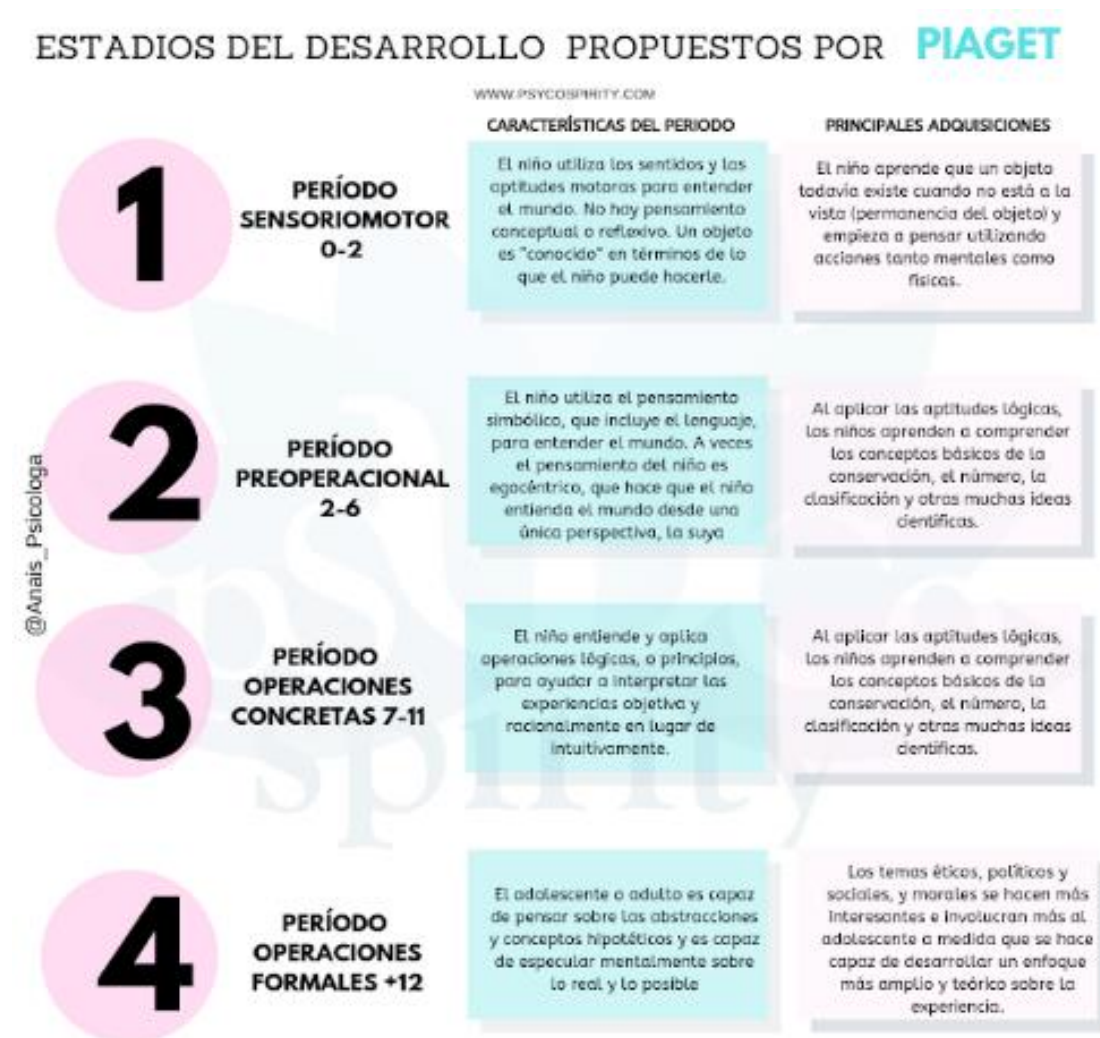 ESTADIOS DEL DESARROLLO PROPUESTOS POR PIAGET
WWW.PSYCOSPIRITY.COM
CARACTERÍSTICAS DEL PERIODO
PRINCIPALES ADQUISICIONES
1
PERÍODO
SENSORIOMOTOR
0-2
El niño utiliza los sentidos y las
aptitudes motoras para entender
el mundo. No hay pensamiento
conceptual o reflexivo. Un objeto
es "conocido" en términos de lo
que el niño puede hacerle.
El niño aprende que un objeto
todavía existe cuando no está a la
vista (permanencia del objeto) y
empieza a pensar utilizando
acciones tanto mentales como
físicas.
2
PERÍODO
PREOPERACIONAL
2-6
El niño utiliza el pensamiento
simbólico, que incluye el lenguaje,
para entender el mundo. A veces
el pensamiento del niño es
egocéntrico, que hace que el niño
entienda el mundo desde una
única perspectiva, la suya
Al aplicar las aptitudes lógicas,
los niños aprenden a comprender
los conceptos básicos de la
conservación, el número, la
clasificación y otras muchas ideas
científicas.
@Anais_Psicologa
3
PERÍODO
OPERACIONES
CONCRETAS 7-11
El niño entiende y aplica
operaciones lógicas, o principios,
para ayudar a interpretar las
experiencias objetiva y
racionalmente en lugar de
intuitivamente.
Al aplicar las aptitudes lógicas,
los niños aprenden a comprender
los conceptos básicos de la
conservación, el número, la
clasificación y otras muchas ideas
científicas.
psyco
spirity
4
PERÍODO
OPERACIONES
FORMALES +12
El adolescente o adulto es capaz
de pensar sobre las abstracciones
y conceptos hipotéticos y es capaz
de especular mentalmente sobre
lo real y lo posible
Los temas éticos, políticos y
sociales, y morales se hacen más
interesantes e involucran más al
adolescente a medida que se hace
capaz de desarrollar un enfoque
más amplio y teórico sobre la
experiencia.